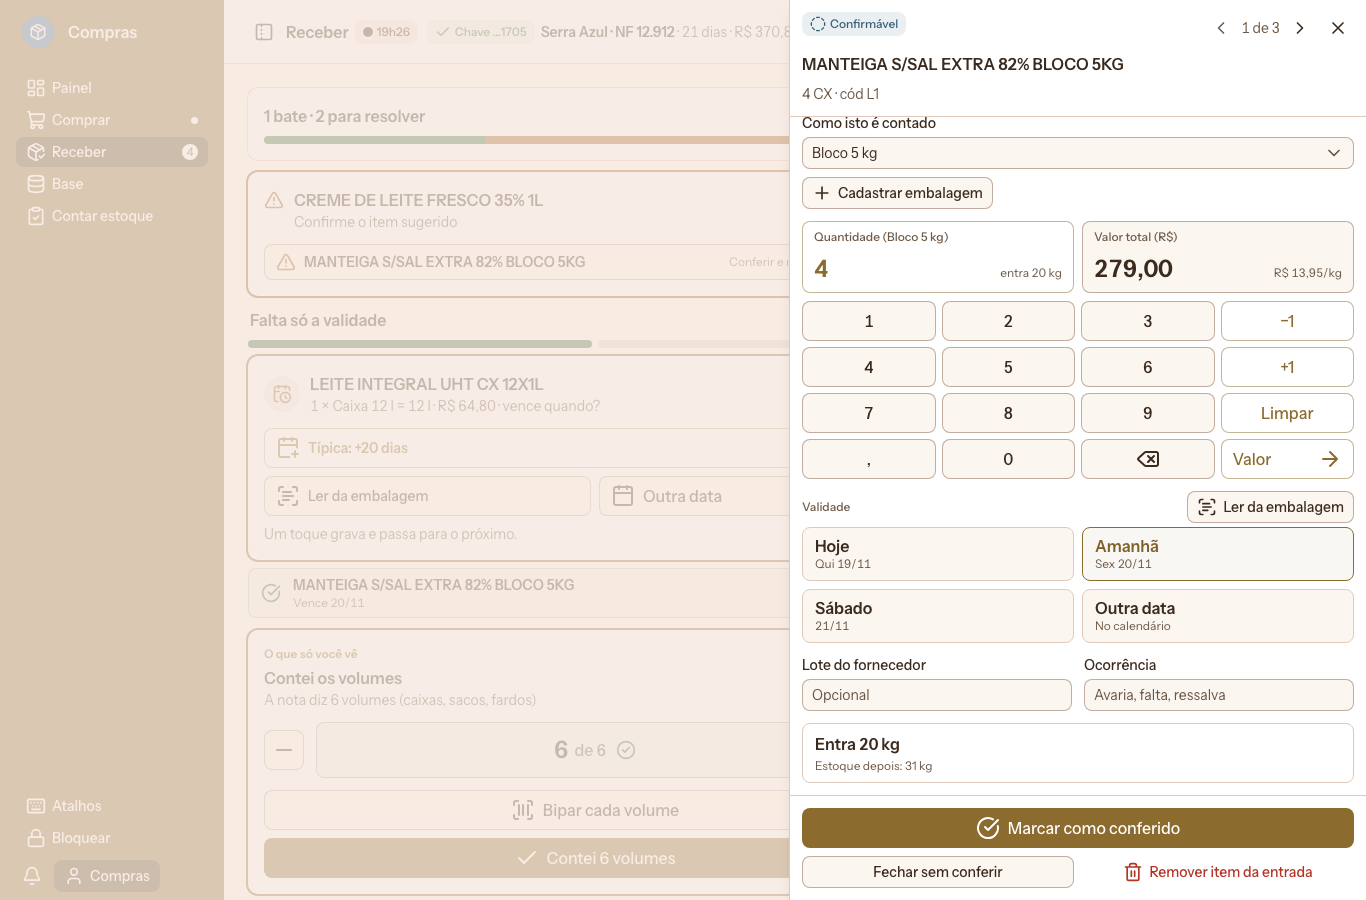 Compras
Painel
Comprar
Receber 4
Base
Contar estoque
Atalhos
Bloquear
Compras
Receber 19h26 Chave …1705 Serra Azul · NF 12.912 · 21 dias · R$ 370,8
1 bate · 2 para resolver
CREME DE LEITE FRESCO 35% 1L
Confirme o item sugerido
MANTEIGA S/SAL EXTRA 82% BLOCO 5KG Conferir e
Falta só a validade
LEITE INTEGRAL UHT CX 12X1L
1 × Caixa 12 l = 12 l · R$ 64,80 · vence quando?
Típica: +20 dias
Ler da embalagem Outra data
Um toque grava e passa para o próximo.
MANTEIGA S/SAL EXTRA 82% BLOCO 5KG
Vence 20/11
O que só você vê
Contei os volumes
A nota diz 6 volumes (caixas, sacos, fardos)
6 de 6
Bipar cada volume
Contei 6 volumes
Confirmável 1 de 3
MANTEIGA S/SAL EXTRA 82% BLOCO 5KG
4 CX · cód L1
Como isto é contado
Bloco 5 kg
Cadastrar embalagem
Quantidade (Bloco 5 kg) Valor total (R$)
4 entra 20 kg 279,00 R$ 13,95/kg
1 2 3 −1
4 5 6 +1
7 8 9 Limpar
, 0 Valor
Validade Ler da embalagem
Hoje Amanhã
Qui 19/11 Sex 20/11
Sábado Outra data
21/11 No calendário
Lote do fornecedor Ocorrência
Opcional Avaria, falta, ressalva
Entra 20 kg
Estoque depois: 31 kg
Marcar como conferido
Fechar sem conferir Remover item da entrada